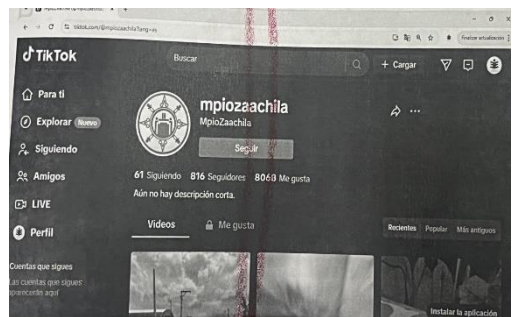 tiktok.com/@mpiozaachila?lang=es
Finalizar actualización
TikTok
Buscar
+ Cargar
Para ti
Explorar Nuevo
Siguiendo
Amigos
LIVE
Perfil
Cuentas que sigues
Las cuentas que sigues
aparecerán aquí
mpiozaachila
MpioZaachila
Seguir
61 Siguiendo 816 Seguidores 8068 Me gusta
Aún no hay descripción corta.
Videos Me gusta
Recientes Popular Más antiguos
Instalar la aplicación